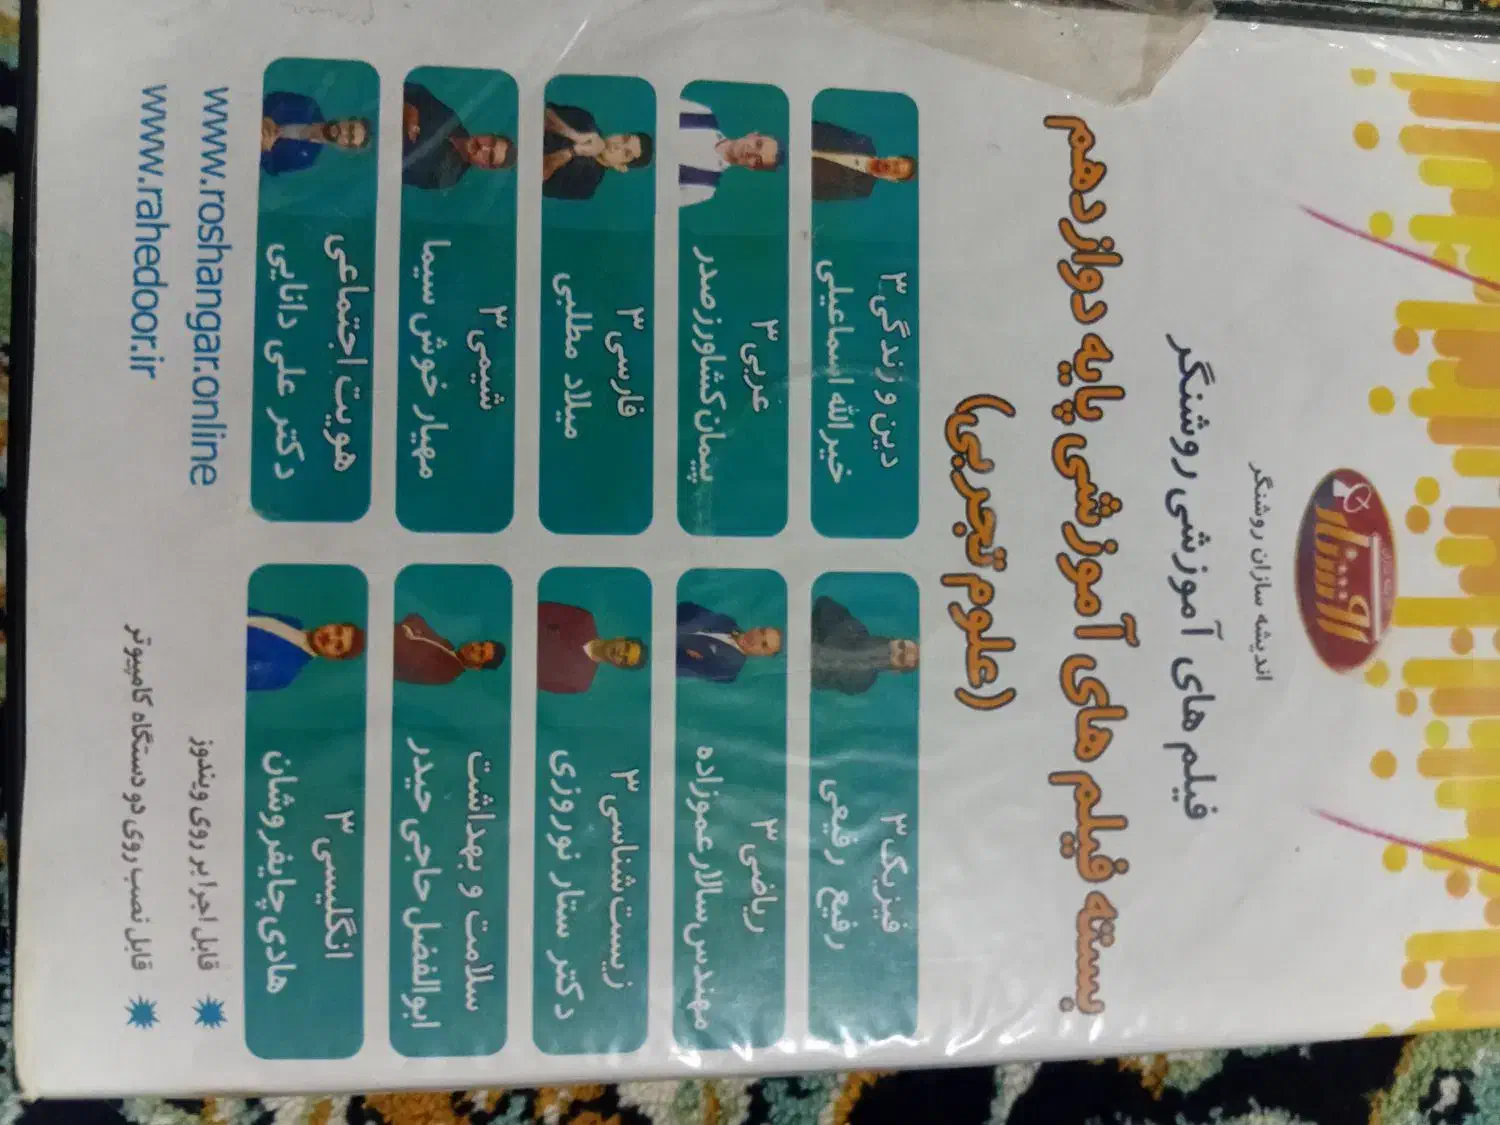 روشنگر
اندیشه سازان روشنگر
فیلم های آموزشی روشنگر
بسته فیلم های آموزشی پایه دوازدهم
(علوم تجربی)
فیزیک ۳
رفیع رفیعی
دین و زندگی ۳
خیرالله اسماعیلی
ریاضی ۳
مهندس سالار عموزاده
عربی ۳
پیمان کشاورز صدر
زیست شناسی ۳
دکتر ستار نوروزی
فارسی ۳
میلاد مطلبی
سلامت و بهداشت
ابوالفضل حاجی حیدر
شیمی ۳
مهیار خوش سیما
انگلیسی ۳
هادی چایفروشان
هویت اجتماعی
دکتر علی دانایی
قابل اجرا بر روی ویندوز
www.roshangar.online
قابل نصب روی دو دستگاه کامپیوتر
www.rahedoor.ir